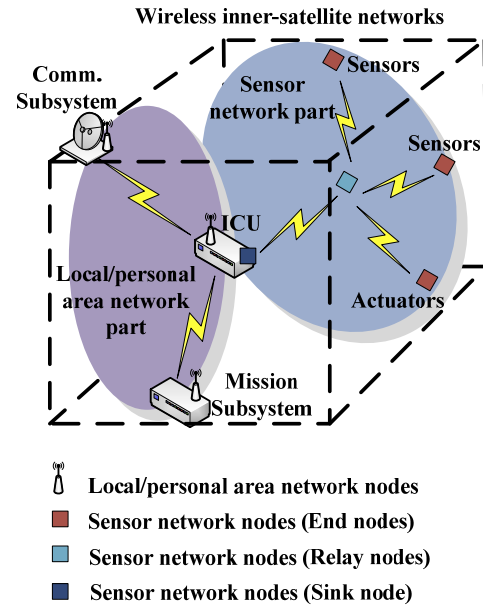 Wireless inner-satellite networks
Comm.
Subsystem
Sensors
Sensor
network part
Sensors
ICU
Local/personal
area network
part
Actuators
Mission
Subsystem
Local/personal area network nodes
Sensor network nodes (End nodes)
Sensor network nodes (Relay nodes)
Sensor network nodes (Sink node)